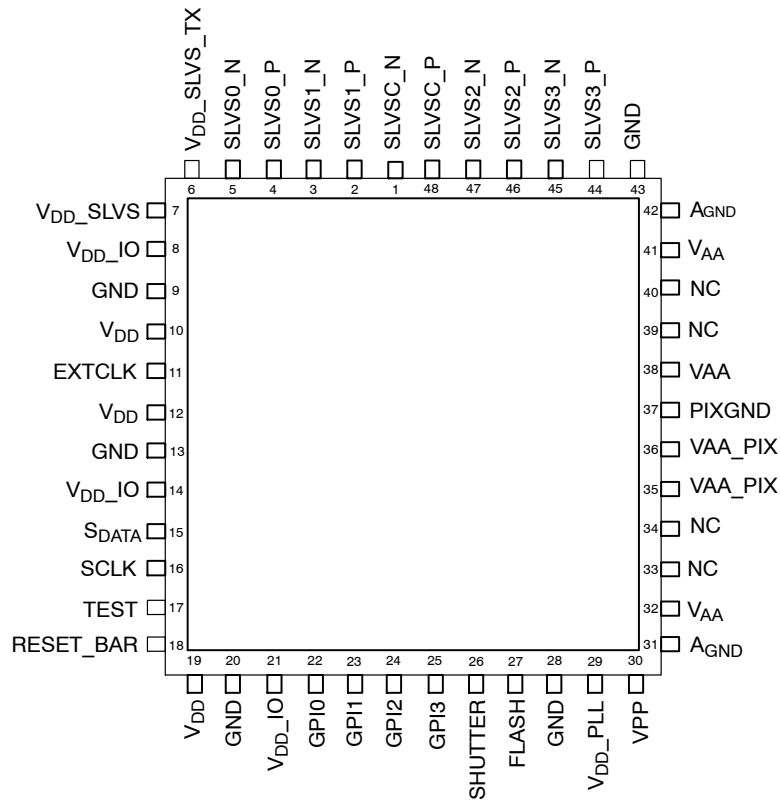 VDD_SLVS_TX
SLVS0_N
SLVS0_P
SLVS1_N
SLVS1_P
SLVSC_N
SLVSC_P
SLVS2_N
SLVS2_P
SLVS3_N
SLVS3_P
GND
6 5 4 3 2 1 48 47 46 45 44 43
VDD_SLVS 7
VDD_IO 8
GND 9
VDD 10
EXTCLK 11
VDD 12
GND 13
VDD_IO 14
SDATA 15
SCLK 16
TEST 17
RESET_BAR 18
42 AGND
41 VAA
40 NC
39 NC
38 VAA
37 PIXGND
36 VAA_PIX
35 VAA_PIX
34 NC
33 NC
32 VAA
31 AGND
19 20 21 22 23 24 25 26 27 28 29 30
VDD
GND
VDD_IO
GPI0
GPI1
GPI2
GPI3
SHUTTER
FLASH
GND
VDD_PLL
VPP